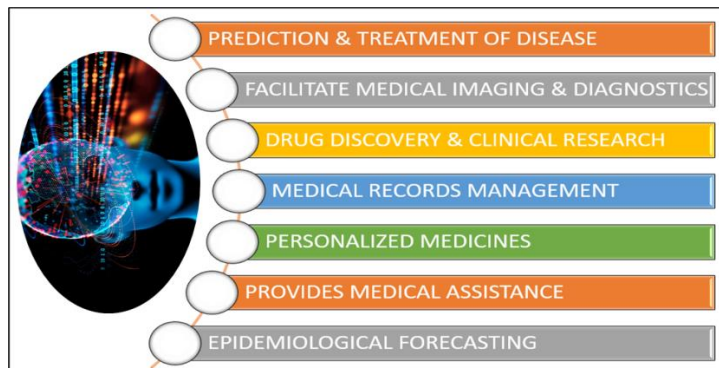 PREDICTION & TREATMENT OF DISEASE
FACILITATE MEDICAL IMAGING & DIAGNOSTICS
DRUG DISCOVERY & CLINICAL RESEARCH
MEDICAL RECORDS MANAGEMENT
PERSONALIZED MEDICINES
PROVIDES MEDICAL ASSISTANCE
EPIDEMIOLOGICAL FORECASTING